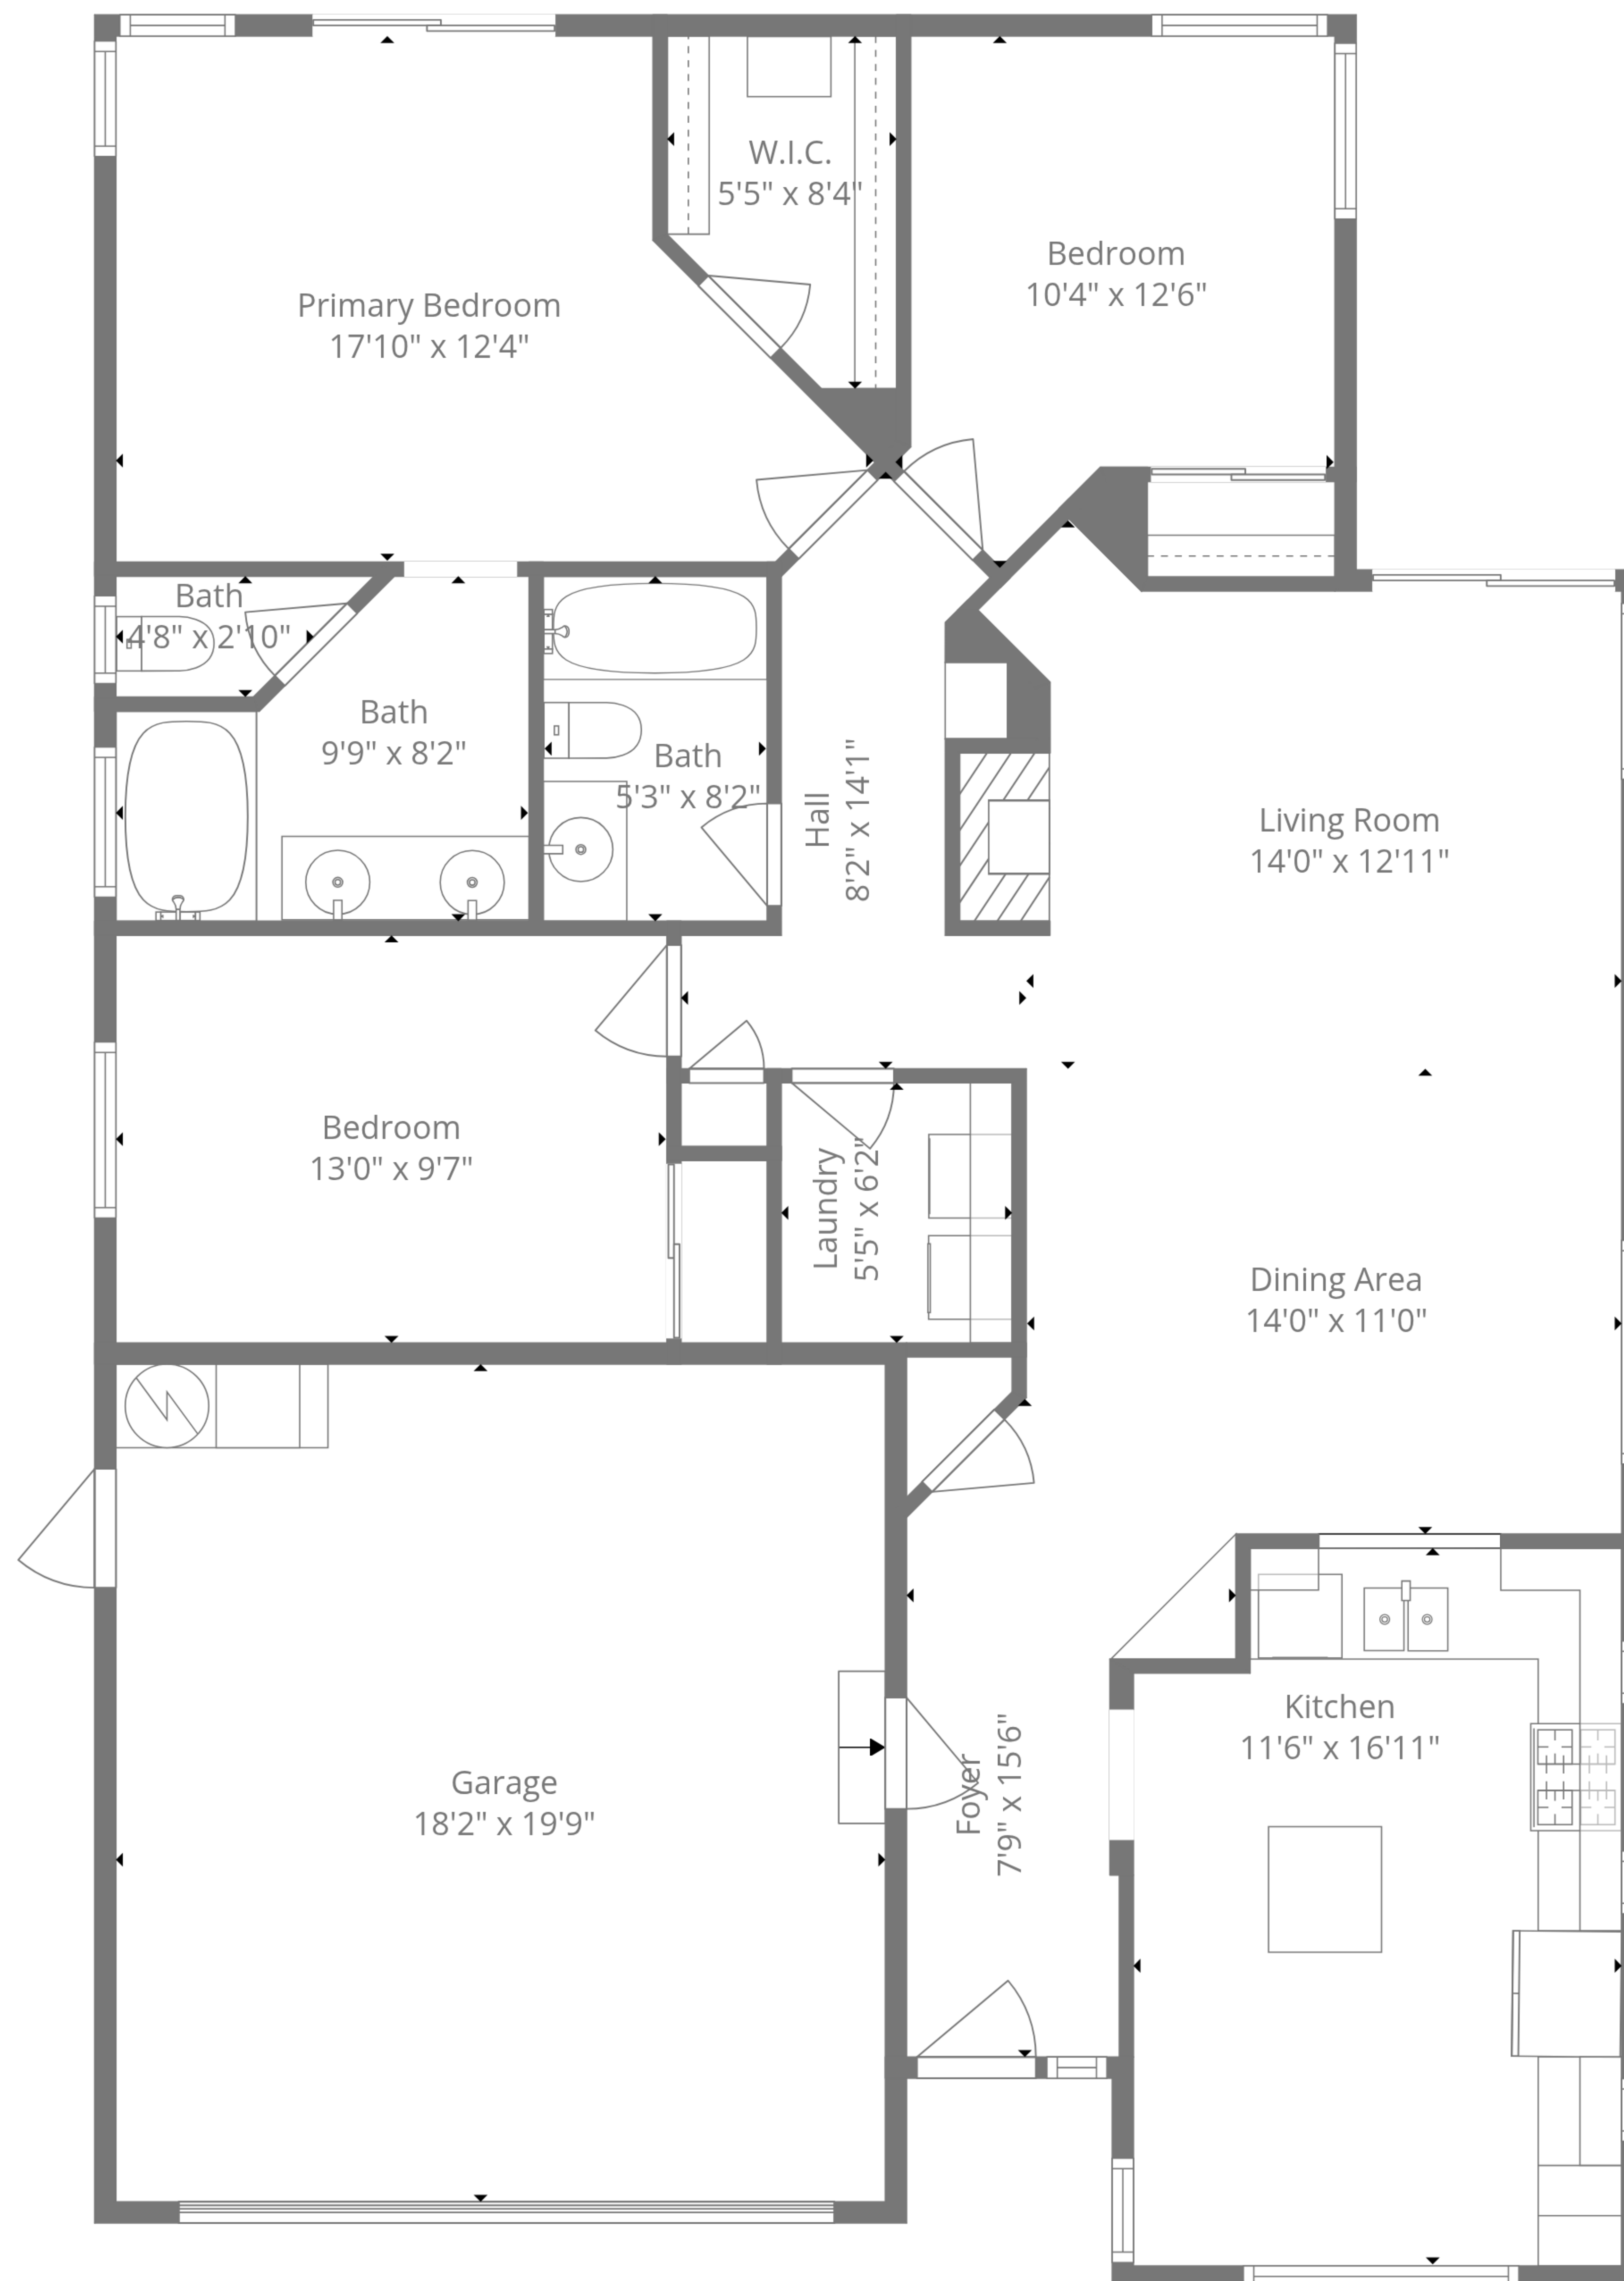 W.I.C.
5'5" x 8'4"
Bedroom
10'4" x 12'6"
Primary Bedroom
17'10" x 12'4"
Bath
4'8" x 2'10"
Bath
9'9" x 8'2"
Bath
5'3" x 8'2"
Hall
8'2" x 14'1"
Living Room
14'0" x 12'11"
Bedroom
13'0" x 9'7"
Laundry
5'5" x 6'2"
Dining Area
14'0" x 11'0"
Kitchen
11'6" x 16'11"
Garage
18'2" x 19'9"
Foyer
7'9" x 15'6"